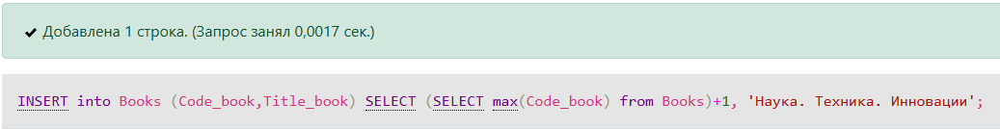 ✔ Добавлена 1 строка. (Запрос занял 0,0017 сек.)
INSERT into Books (Code_book,Title_book) SELECT (SELECT max(Code_book) from Books)+1, 'Наука. Техника. Инновации';